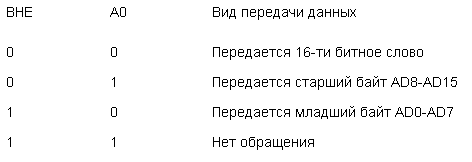 BHE A0 Вид передачи данных
0 0 Передается 16-ти битное слово
0 1 Передается старший байт AD8-AD15
1 0 Передается младший байт AD0-AD7
1 1 Нет обращения